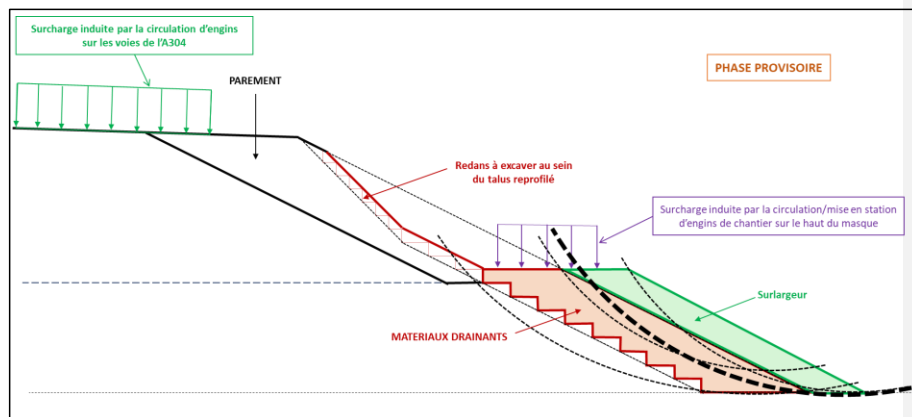 Surcharge induite par la circulation d'engins
sur les voies de l'A304
PHASE PROVISOIRE
PAREMENT
Redans à excaver au sein
du talus reprofilé
Surcharge induite par la circulation/mise en station
d'engins de chantier sur le haut du masque
Surlargeur
MATERIAUX DRAINANTS